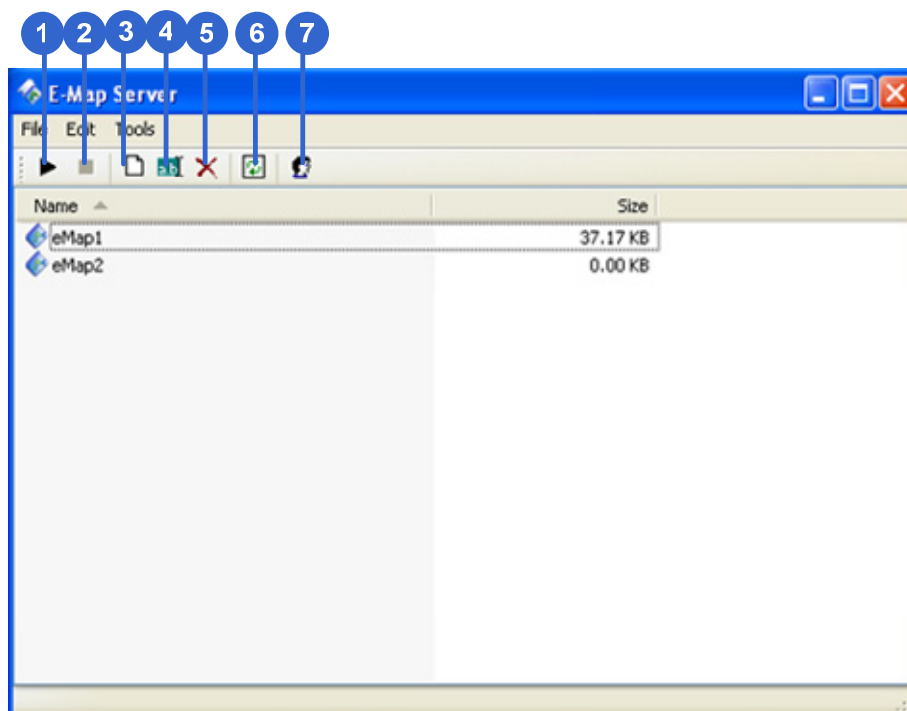 1 2 3 4 5 6 7
E-Map Server
File Edit Tools
abI
Name Size
eMap1 37.17 KB
eMap2 0.00 KB